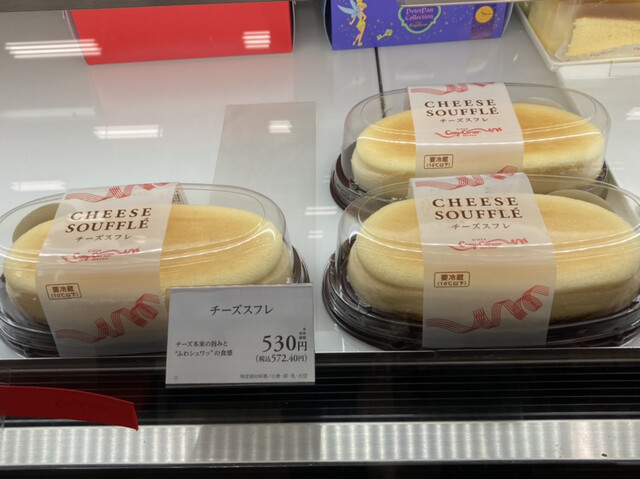 PeterPan
Collection
CHEESE
SOUFFLÉ
チーズスフレ
要冷蔵
(10℃以下)
CHEESE
SOUFFLÉ
チーズスフレ
要冷蔵
(10℃以下)
CHEESE
SOUFFLÉ
チーズスフレ
要冷蔵
(10℃以下)
チーズスフレ
チーズ本来の旨みと
“ふわシュワッ”の食感
530円
(税込572.40円)